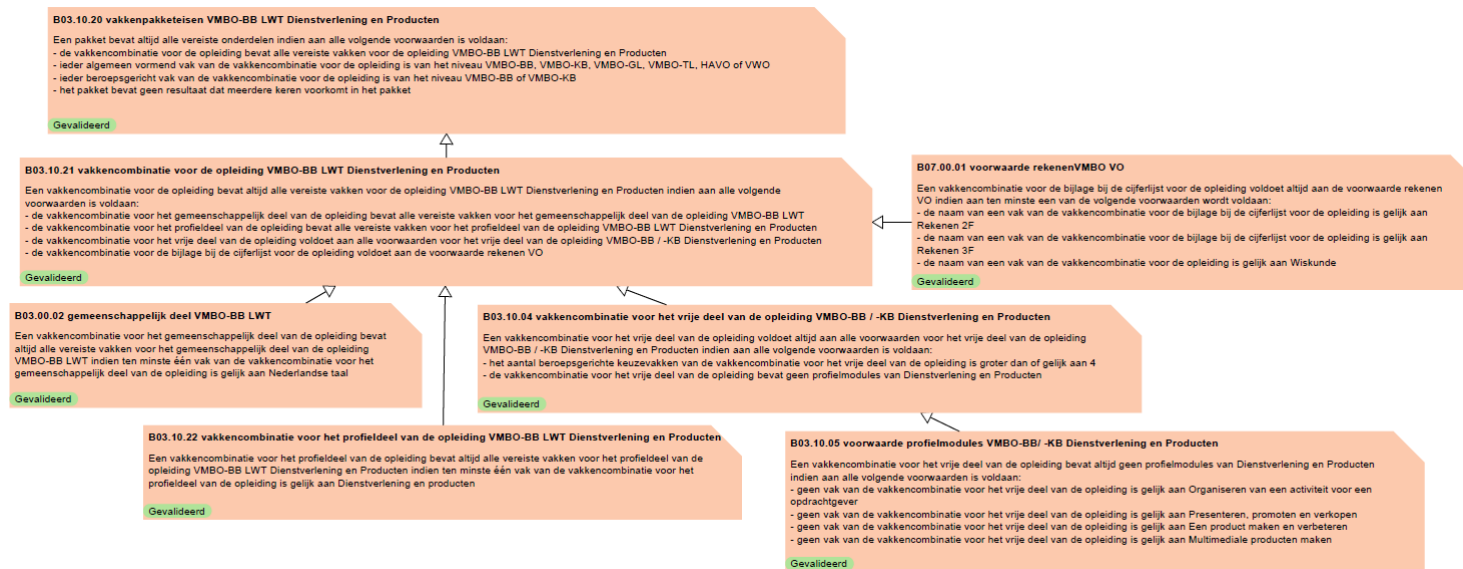 B03.10.20 vakkenpakketeisen VMBO-BB LWT Dienstverlening en Producten
Een pakket bevat altijd alle vereiste onderdelen indien aan alle volgende voorwaarden is voldaan:
- de vakkencombinatie voor de opleiding bevat alle vereiste vakken voor de opleiding VMBO-BB LWT Dienstverlening en Producten
- ieder algemeen vormend vak van de vakkencombinatie voor de opleiding is van het niveau VMBO-BB, VMBO-KB, VMBO-GL, VMBO-TL, HAVO of VWO
- ieder beroepsgericht vak van de vakkencombinatie voor de opleiding is van het niveau VMBO-BB of VMBO-KB
- het pakket bevat geen resultaat dat meerdere keren voorkomt in het pakket
Gevalideerd
B03.10.21 vakkencombinatie voor de opleiding VMBO-BB LWT Dienstverlening en Producten
Een vakkencombinatie voor de opleiding bevat altijd alle vereiste vakken voor de opleiding VMBO-BB LWT Dienstverlening en Producten indien aan alle volgende
voorwaarden is voldaan:
- de vakkencombinatie voor het gemeenschappelijk deel van de opleiding bevat alle vereiste vakken voor het gemeenschappelijk deel van de opleiding VMBO-BB LWT
- de vakkencombinatie voor het profieldeel van de opleiding bevat alle vereiste vakken voor het profieldeel van de opleiding VMBO-BB LWT Dienstverlening en Producten
- de vakkencombinatie voor het vrije deel van de opleiding voldoet aan alle voorwaarden voor het vrije deel van de opleiding VMBO-BB / -KB Dienstverlening en Producten
- de vakkencombinatie voor de bijlage bij de cijferlijst voor de opleiding voldoet aan de voorwaarde rekenen VO
Gevalideerd
B07.00.01 voorwaarde rekenenVMBO VO
Een vakkencombinatie voor de bijlage bij de cijferlijst voor de opleiding voldoet altijd aan de voorwaarde rekenen
VO indien aan ten minste een van de volgende voorwaarden wordt voldaan:
- de naam van een vak van de vakkencombinatie voor de bijlage bij de cijferlijst voor de opleiding is gelijk aan
Rekenen 2F
- de naam van een vak van de vakkencombinatie voor de bijlage bij de cijferlijst voor de opleiding is gelijk aan
Rekenen 3F
- de naam van een vak van de vakkencombinatie voor de opleiding is gelijk aan Wiskunde
Gevalideerd
B03.00.02 gemeenschappelijk deel VMBO-BB LWT
Een vakkencombinatie voor het gemeenschappelijk deel van de opleiding bevat
altijd alle vereiste vakken voor het gemeenschappelijk deel van de opleiding
VMBO-BB LWT indien ten minste één vak van de vakkencombinatie voor het
gemeenschappelijk deel van de opleiding is gelijk aan Nederlandse taal
Gevalideerd
B03.10.04 vakkencombinatie voor het vrije deel van de opleiding VMBO-BB / -KB Dienstverlening en Producten
Een vakkencombinatie voor het vrije deel van de opleiding voldoet altijd aan alle voorwaarden voor het vrije deel van de opleiding
VMBO-BB / -KB Dienstverlening en Producten indien aan alle volgende voorwaarden is voldaan:
- het aantal beroepsgerichte keuzevakken van de vakkencombinatie voor het vrije deel van de opleiding is groter dan of gelijk aan 4
- de vakkencombinatie voor het vrije deel van de opleiding bevat geen profielmodules van Dienstverlening en Producten
Gevalideerd
B03.10.22 vakkencombinatie voor het profieldeel van de opleiding VMBO-BB LWT Dienstverlening en Producten
Een vakkencombinatie voor het profieldeel van de opleiding bevat altijd alle vereiste vakken voor het profieldeel van de
opleiding VMBO-BB LWT Dienstverlening en Producten indien ten minste één vak van de vakkencombinatie voor het
profieldeel van de opleiding is gelijk aan Dienstverlening en producten
Gevalideerd
B03.10.05 voorwaarde profielmodules VMBO-BB/ -KB Dienstverlening en Producten
Een vakkencombinatie voor het vrije deel van de opleiding bevat altijd geen profielmodules van Dienstverlening en Producten
indien aan alle volgende voorwaarden is voldaan:
- geen vak van de vakkencombinatie voor het vrije deel van de opleiding is gelijk aan Organiseren van een activiteit voor een
opdrachtgever
- geen vak van de vakkencombinatie voor het vrije deel van de opleiding is gelijk aan Presenteren, promoten en verkopen
- geen vak van de vakkencombinatie voor het vrije deel van de opleiding is gelijk aan Een product maken en verbeteren
- geen vak van de vakkencombinatie voor het vrije deel van de opleiding is gelijk aan Multimediale producten maken
Gevalideerd